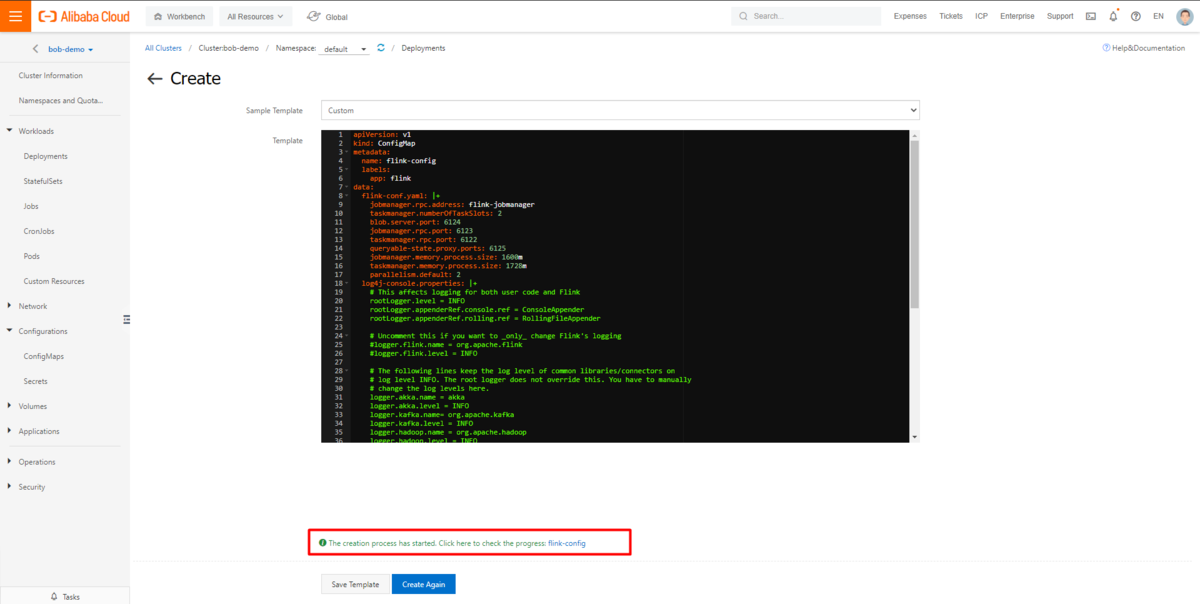 Alibaba Cloud
Workbench
All Resources
Global
Search...
Expenses
Tickets
ICP
Enterprise
Support
EN
bob-demo
Cluster Information
Namespaces and Quota...
Workloads
Deployments
StatefulSets
Jobs
CronJobs
Pods
Custom Resources
Network
Configurations
ConfigMaps
Secrets
Volumes
Applications
Operations
Security
Tasks
All Clusters / Cluster:bob-demo / Namespace: default / Deployments
Help&Documentation
Create
Sample Template
Custom
Template
1 apiVersion: v1
2 kind: ConfigMap
3 metadata:
4 name: flink-config
5 labels:
6 app: flink
7 data:
8 flink-conf.yaml: |+
9 jobmanager.rpc.address: flink-jobmanager
10 taskmanager.numberOfTaskSlots: 2
11 blob.server.port: 6124
12 jobmanager.rpc.port: 6123
13 taskmanager.rpc.port: 6122
14 queryable-state.proxy.ports: 6125
15 jobmanager.memory.process.size: 1600m
16 taskmanager.memory.process.size: 1728m
17 parallelism.default: 2
18 log4j-console.properties: |+
19 # This affects logging for both user code and Flink
20 rootLogger.level = INFO
21 rootLogger.appenderRef.console.ref = ConsoleAppender
22 rootLogger.appenderRef.rolling.ref = RollingFileAppender
23
24 # Uncomment this if you want to _only_ change Flink's logging
25 #logger.flink.name = org.apache.flink
26 #logger.flink.level = INFO
27
28 # The following lines keep the log level of common libraries/connectors on
29 # log level INFO. The root logger does not override this. You have to manually
30 # change the log levels here.
31 logger.akka.name = akka
32 logger.akka.level = INFO
33 logger.kafka.name= org.apache.kafka
34 logger.kafka.level = INFO
35 logger.hadoop.name = org.apache.hadoop
36 logger.hadoop.level = INFO
The creation process has started. Click here to check the progress: flink-config
Save Template
Create Again